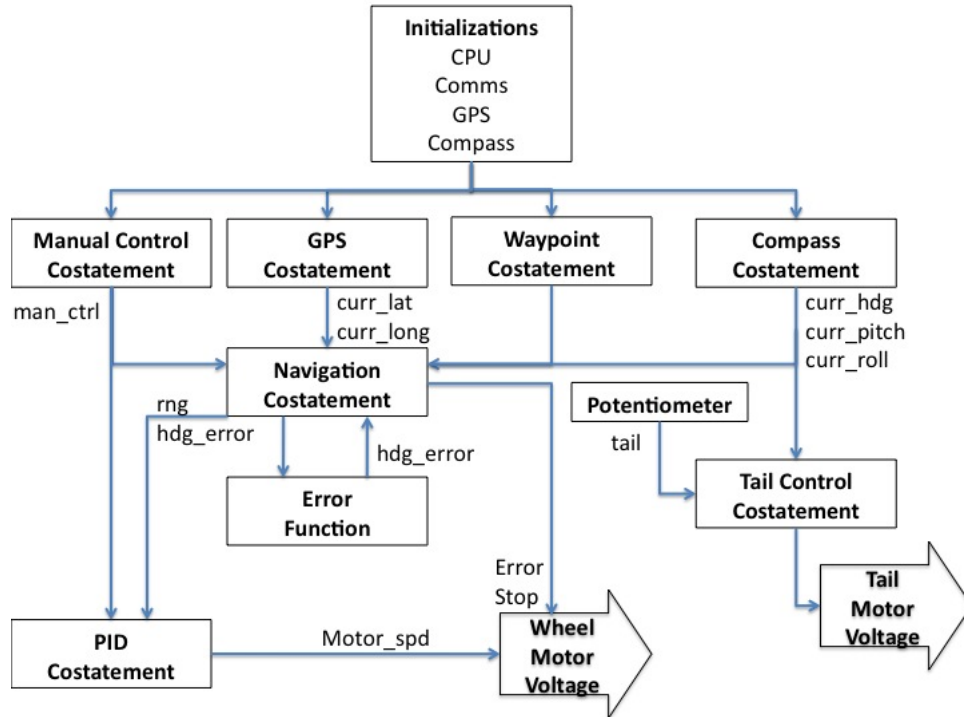 Initializations
CPU
Comms
GPS
Compass
Manual Control
Costatement
GPS
Costatement
Waypoint
Costatement
Compass
Costatement
man_ctrl
curr_lat
curr_long
curr_hdg
curr_pitch
curr_roll
Navigation
Costatement
Potentiometer
rng
hdg_error
hdg_error
tail
Error
Function
Tail Control
Costatement
Error
Stop
Tail
Motor
Voltage
PID
Costatement
Motor_spd
Wheel
Motor
Voltage